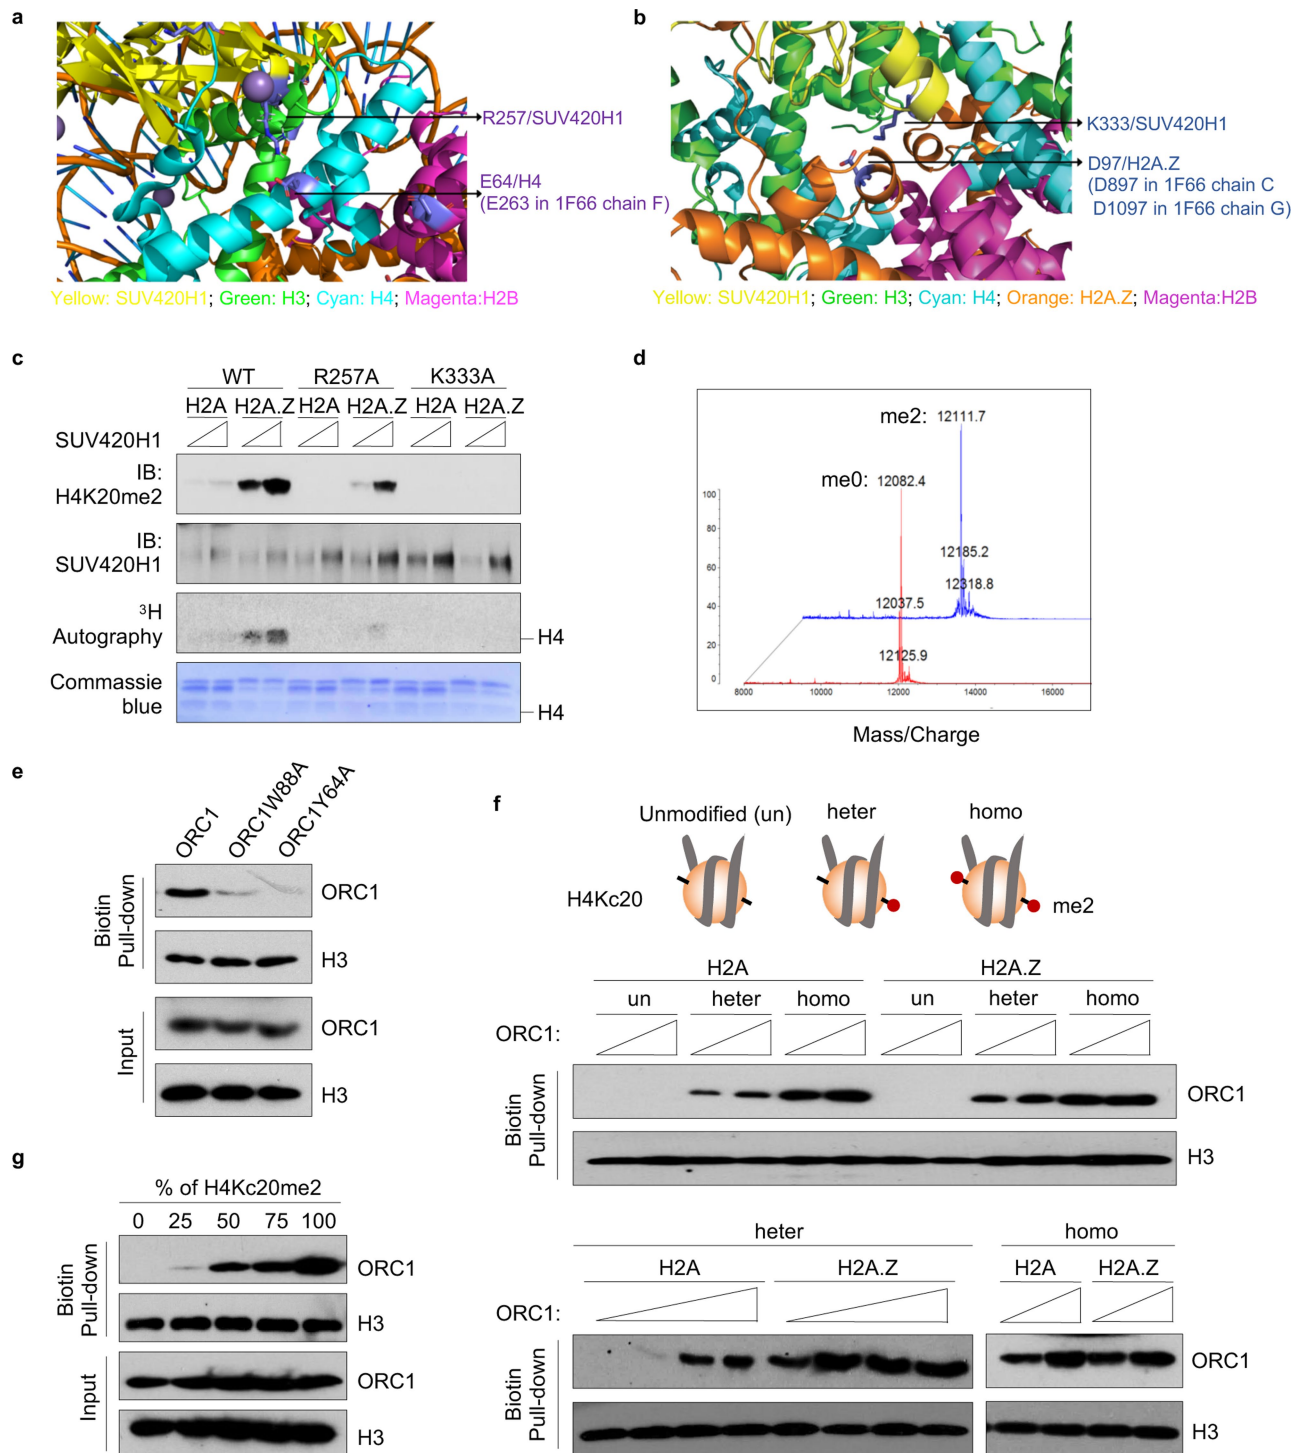 a
R257/SUV420H1
E64/H4
(E263 in 1F66 chain F)
Yellow: SUV420H1; Green: H3; Cyan: H4; Magenta:H2B
b
K333/SUV420H1
D97/H2A.Z
(D897 in 1F66 chain C
D1097 in 1F66 chain G)
Yellow: SUV420H1; Green: H3; Cyan: H4; Orange: H2A.Z; Magenta:H2B
c
WT R257A K333A
H2A H2A.Z H2A H2A.Z H2A H2A.Z
SUV420H1
IB:
H4K20me2
IB:
SUV420H1
3H
Autography
H4
Commassie
blue
H4
d
me2: 12111.7
me0: 12082.4
12185.2
12318.8
12037.5
12125.9
100
80
60
40
20
0
8000 10000 12000 14000 16000
Mass/Charge
e
ORC1 ORC1W88A ORC1Y64A
Biotin
Pull-down
ORC1
H3
Input
ORC1
H3
f
Unmodified (un) heter homo
H4Kc20
me2
H2A H2A.Z
un heter homo un heter homo
ORC1:
Biotin
Pull-down
ORC1
H3
heter homo
H2A H2A.Z H2A H2A.Z
ORC1:
Biotin
Pull-down
ORC1
H3
g
% of H4Kc20me2
0 25 50 75 100
Biotin
Pull-down
ORC1
H3
Input
ORC1
H3